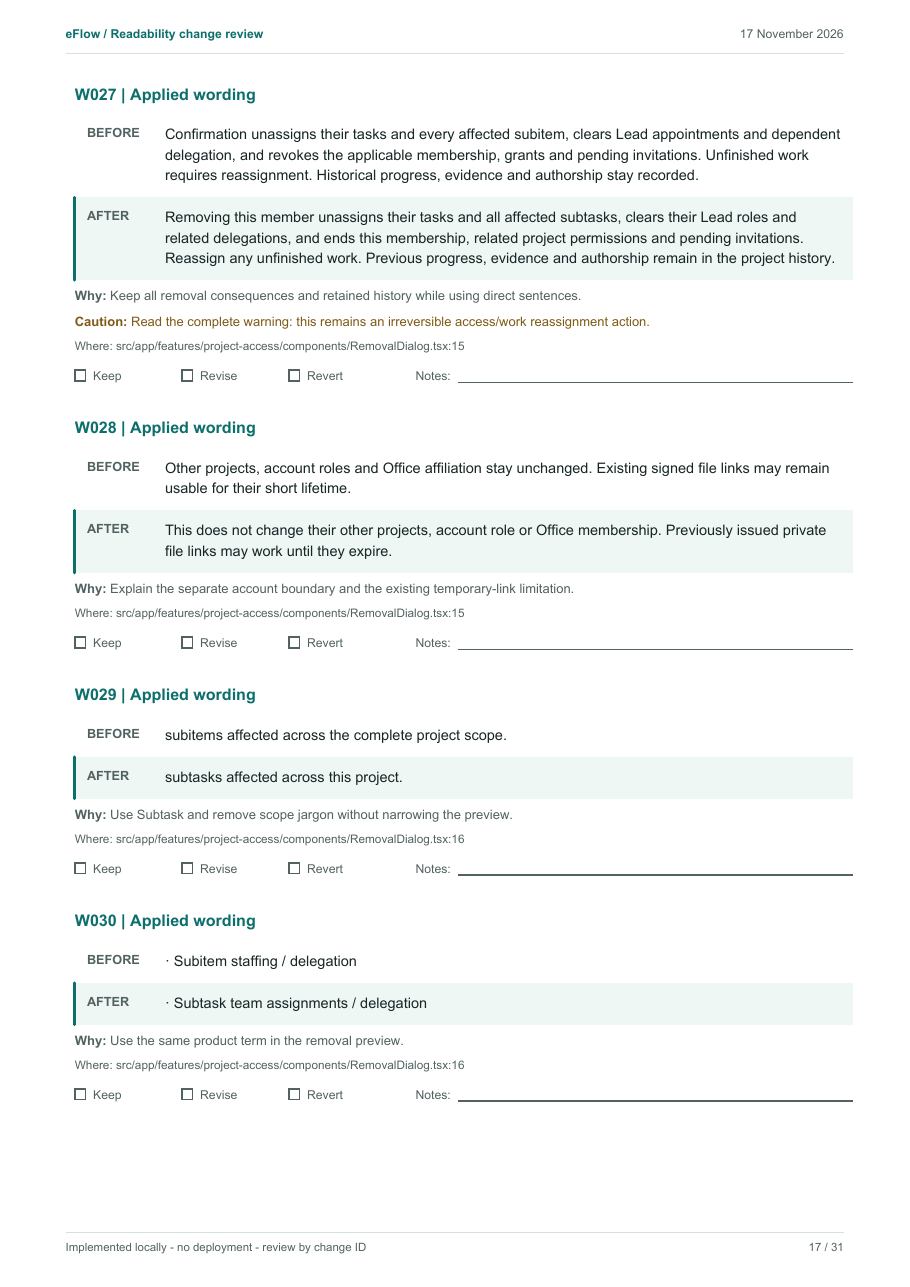 eFlow / Readability change review
17 November 2026
W027 | Applied wording
BEFORE
Confirmation unassigns their tasks and every affected subitem, clears Lead appointments and dependent
delegation, and revokes the applicable membership, grants and pending invitations. Unfinished work
requires reassignment. Historical progress, evidence and authorship stay recorded.
AFTER
Removing this member unassigns their tasks and all affected subtasks, clears their Lead roles and
related delegations, and ends this membership, related project permissions and pending invitations.
Reassign any unfinished work. Previous progress, evidence and authorship remain in the project history.
Why: Keep all removal consequences and retained history while using direct sentences.
Caution: Read the complete warning: this remains an irreversible access/work reassignment action.
Where: src/app/features/project-access/components/RemovalDialog.tsx:15
Keep Revise Revert Notes:
W028 | Applied wording
BEFORE
Other projects, account roles and Office affiliation stay unchanged. Existing signed file links may remain
usable for their short lifetime.
AFTER
This does not change their other projects, account role or Office membership. Previously issued private
file links may work until they expire.
Why: Explain the separate account boundary and the existing temporary-link limitation.
Where: src/app/features/project-access/components/RemovalDialog.tsx:15
Keep Revise Revert Notes:
W029 | Applied wording
BEFORE
subitems affected across the complete project scope.
AFTER
subtasks affected across this project.
Why: Use Subtask and remove scope jargon without narrowing the preview.
Where: src/app/features/project-access/components/RemovalDialog.tsx:16
Keep Revise Revert Notes:
W030 | Applied wording
BEFORE
· Subitem staffing / delegation
AFTER
· Subtask team assignments / delegation
Why: Use the same product term in the removal preview.
Where: src/app/features/project-access/components/RemovalDialog.tsx:16
Keep Revise Revert Notes:
Implemented locally - no deployment - review by change ID
17 / 31